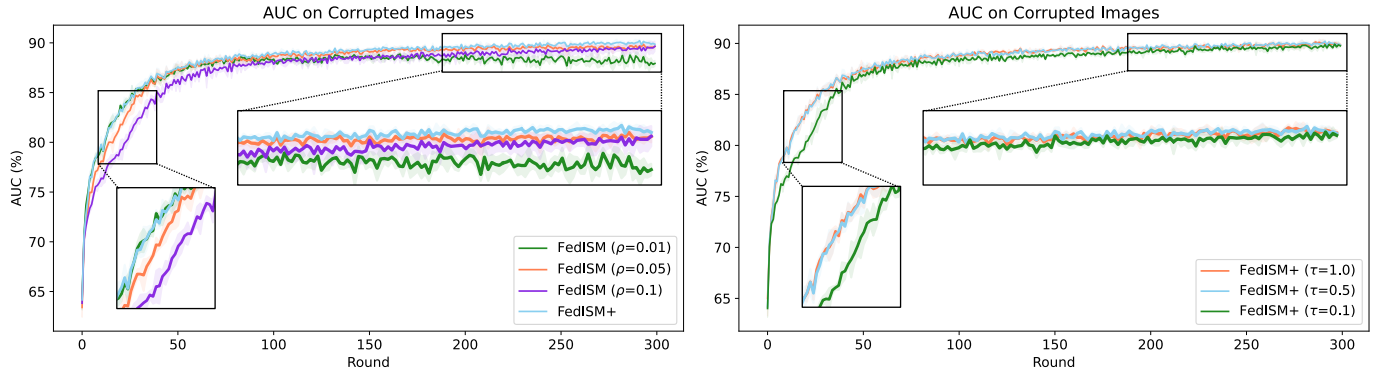 AUC on Corrupted Images
90
85
80
75
70
65
AUC (%)
0
50
100
150
200
250
300
Round
FedISM (ρ=0.01)
FedISM (ρ=0.05)
FedISM (ρ=0.1)
FedISM+
AUC on Corrupted Images
90
85
80
75
70
65
AUC (%)
0
50
100
150
200
250
300
Round
FedISM+ (τ=1.0)
FedISM+ (τ=0.5)
FedISM+ (τ=0.1)